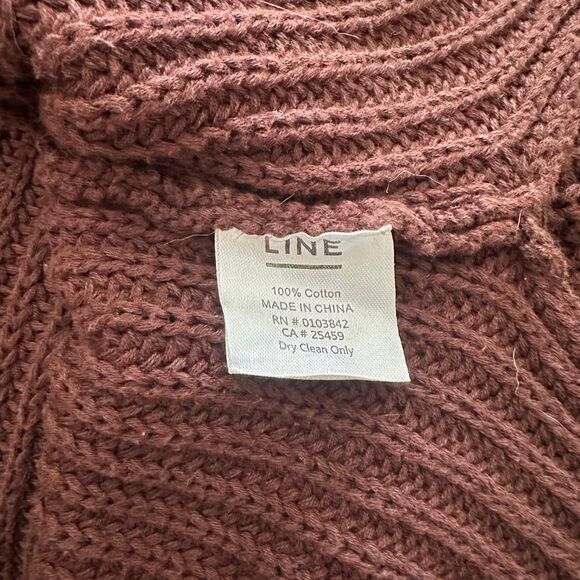 LINE
100% Cotton
MADE IN CHINA
RN # 0103842
CA # 25459
Dry Clean Only